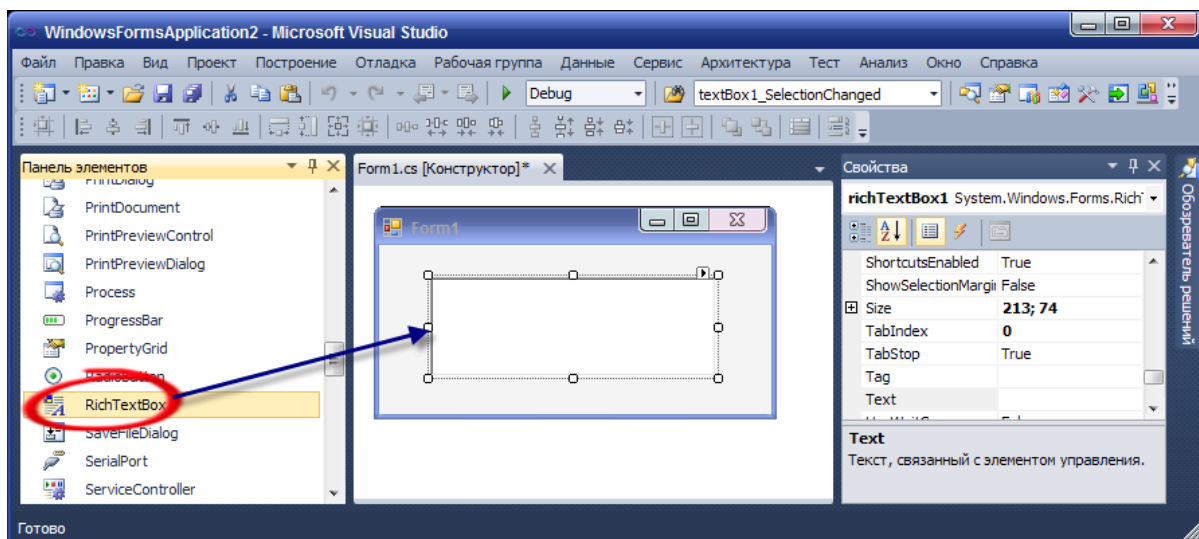 WindowsFormsApplication2 - Microsoft Visual Studio
Файл Правка Вид Проект Построение Отладка Рабочая группа Данные Сервис Архитектура Тест Анализ Окно Справка
Debug textBox1_SelectionChanged
Панель элементов
PrintDialog
PrintDocument
PrintPreviewControl
PrintPreviewDialog
Process
ProgressBar
PropertyGrid
RadioButton
RichTextBox
SaveFileDialog
SerialPort
ServiceController
Form1.cs [Конструктор]*
Form1
Свойства
richTextBox1 System.Windows.Forms.Rich
ShortcutsEnabled True
ShowSelectionMargi False
Size 213; 74
TabIndex 0
TabStop True
Tag
Text
Text
Текст, связанный с элементом управления.
Обозреватель решений
Готово